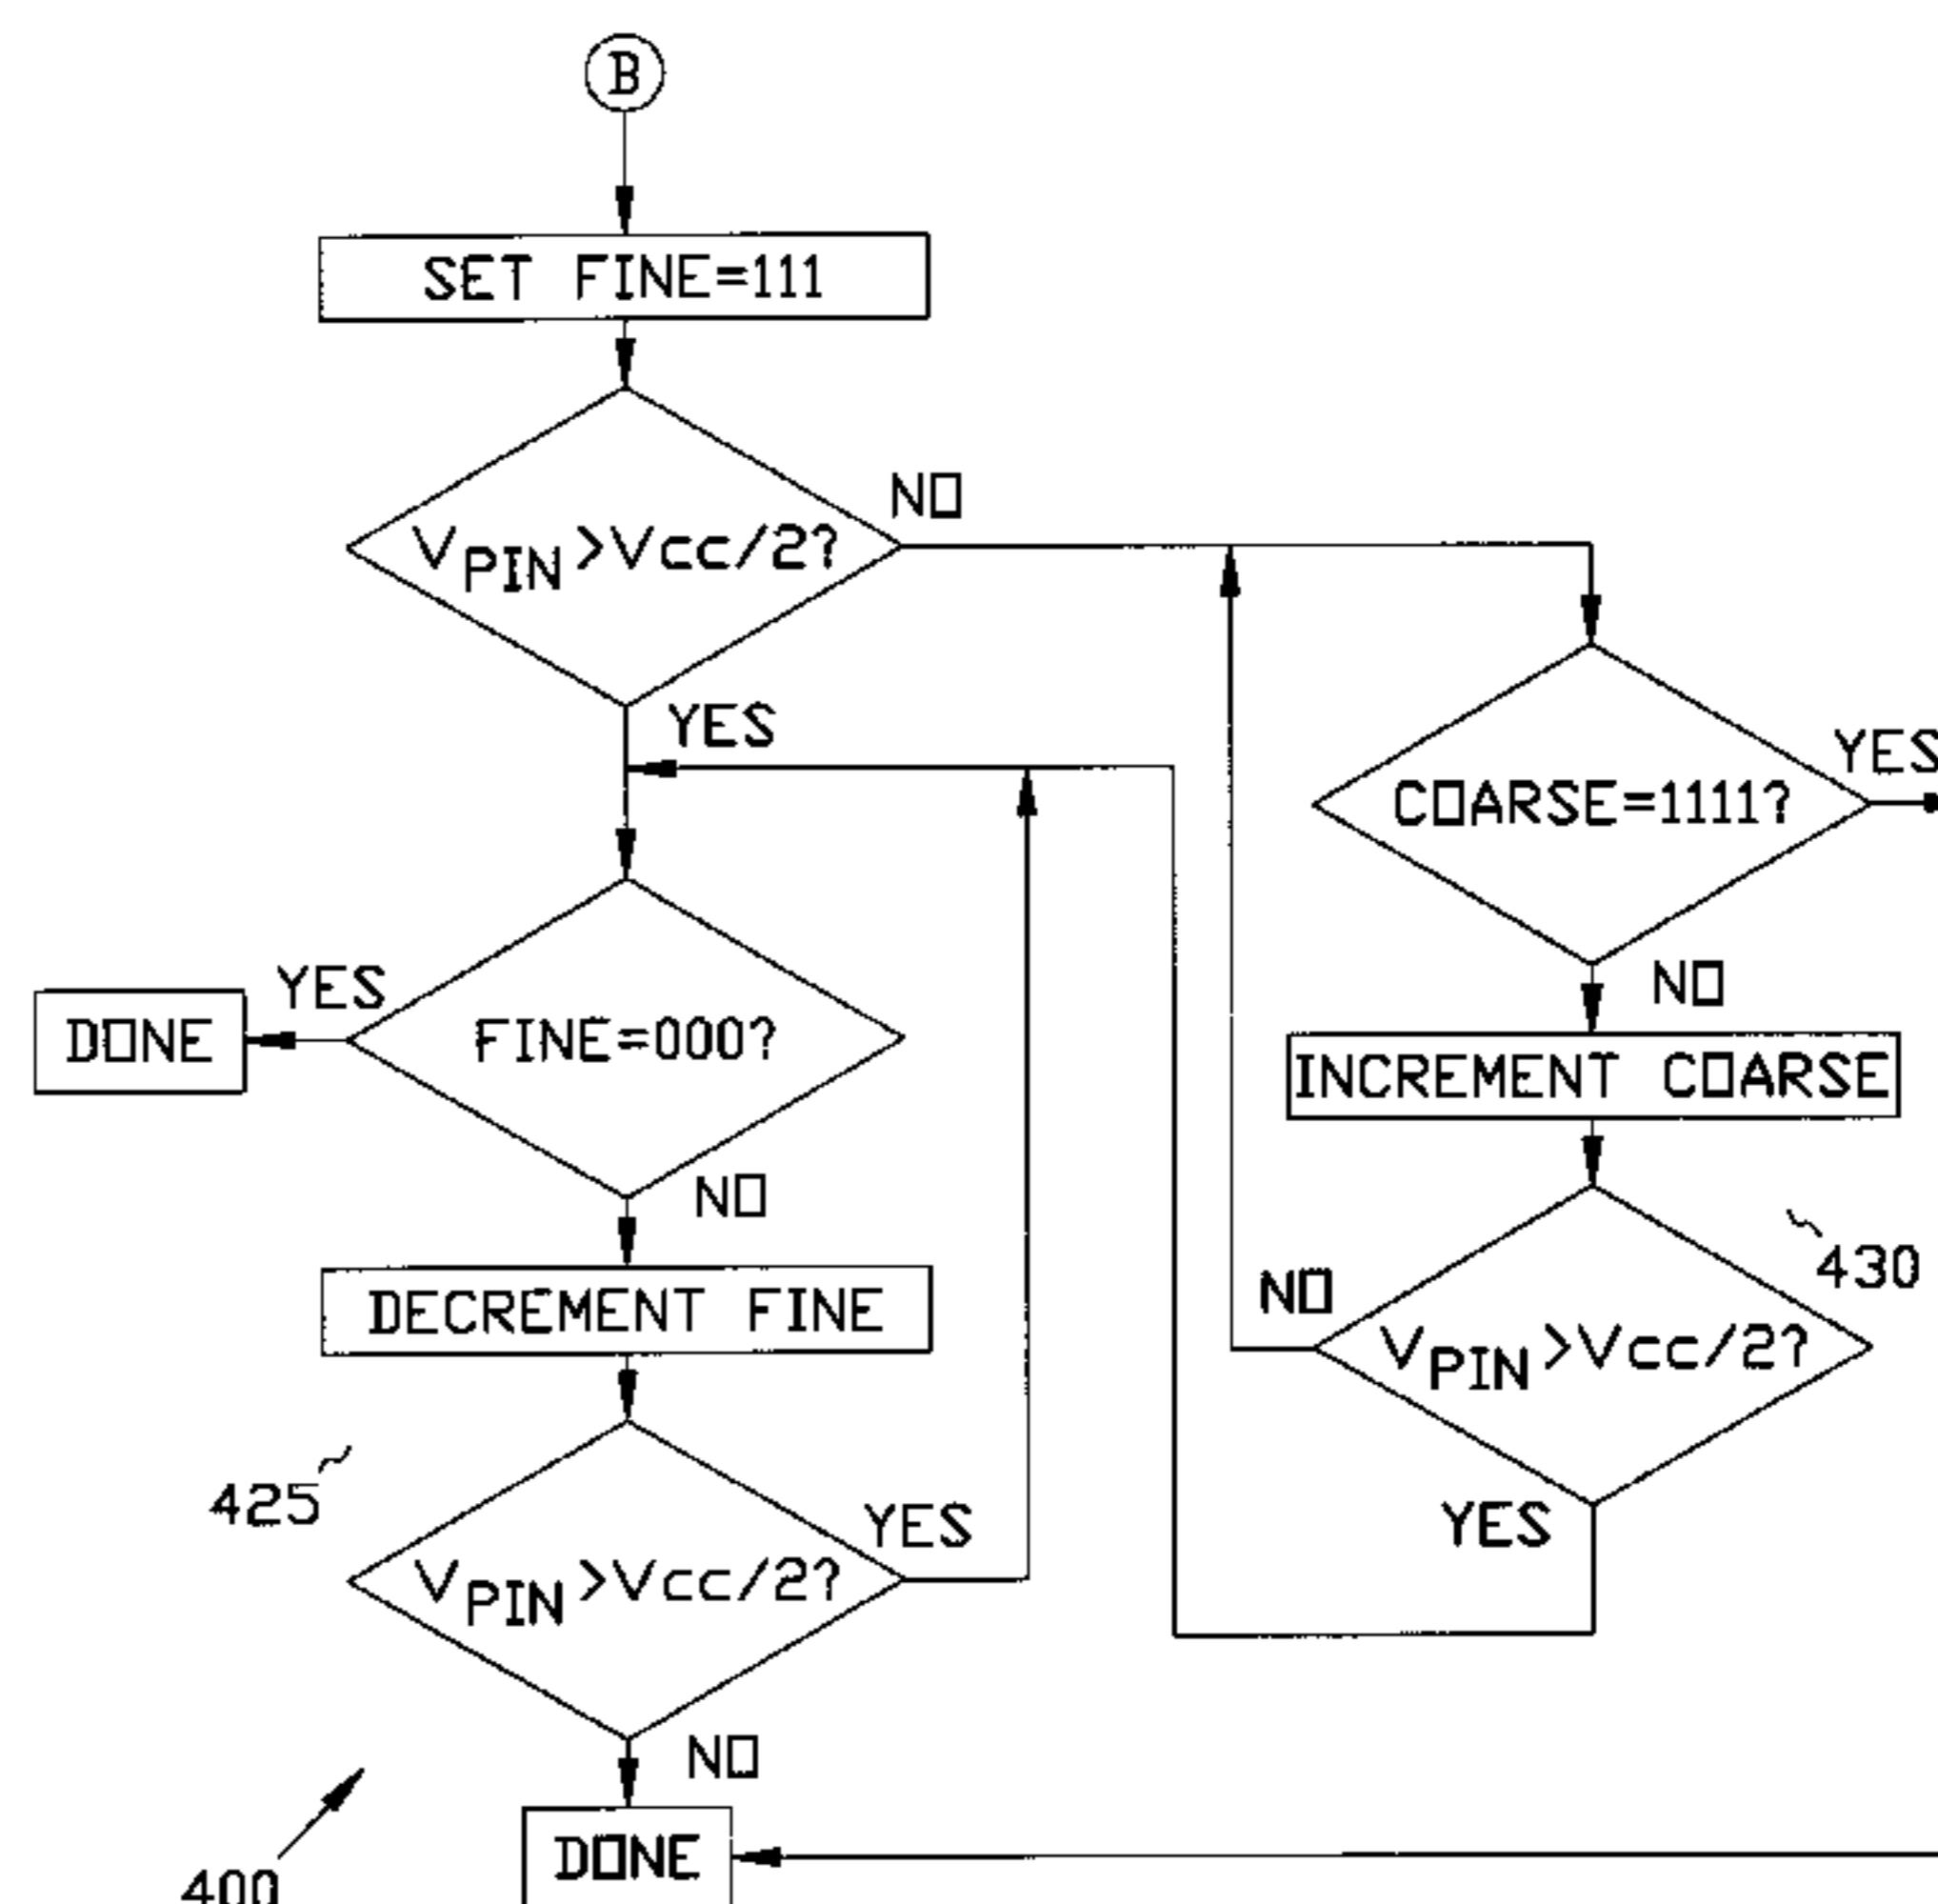 B
SET FINE=111
NO
VPIN>Vcc/2?
YES
YES
COARSE=1111?
YES
DONE
FINE=000?
NO
INCREMENT COARSE
NO
DECREMENT FINE
430
NO
VPIN>Vcc/2?
425
YES
YES
VPIN>Vcc/2?
NO
DONE
400